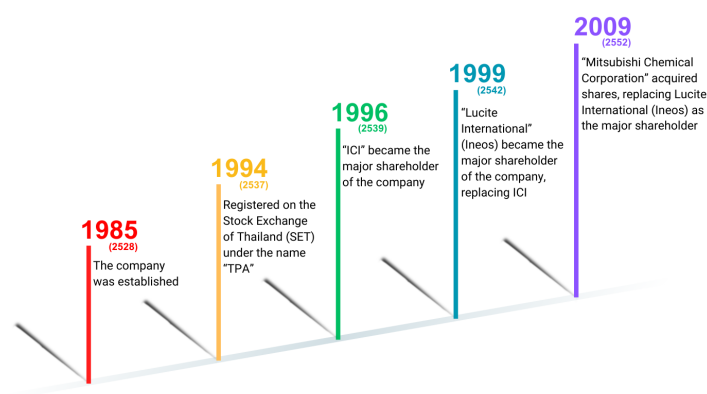 1985
(2528)
The company
was established
1994
(2537)
Registered on the
Stock Exchange
of Thailand (SET)
under the name
“TPA”
1996
(2539)
“ICI” became the
major shareholder
of the company
1999
(2542)
“Lucite
International”
(Ineos) became the
major shareholder
of the company,
replacing ICI
2009
(2552)
“Mitsubishi Chemical
Corporation” acquired
shares, replacing Lucite
International (Ineos) as
the major shareholder